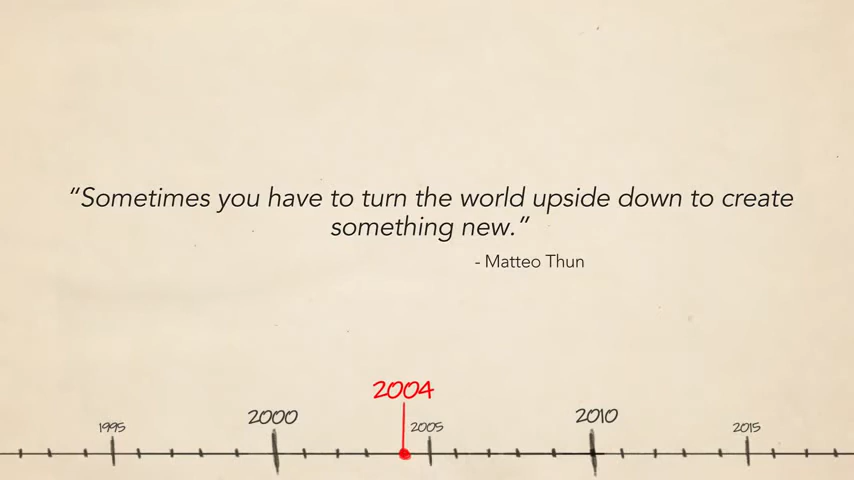 “Sometimes you have to turn the world upside down to create
something new.”
- Matteo Thun
2004
1995
2000
2005
2010
2015